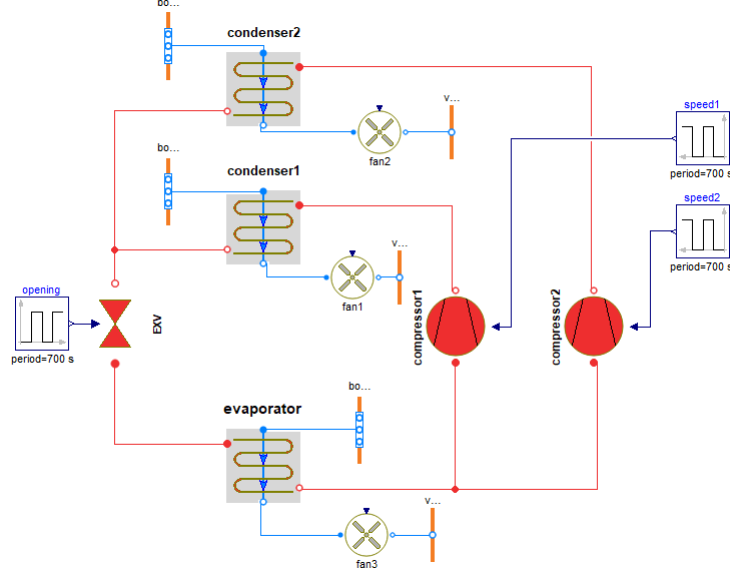 bo...
condenser2
v...
speed1
fan2
bo...
period=700 s
condenser1
speed2
v...
period=700 s
opening
fan1
EXV
compressor1
compressor2
period=700 s
bo...
evaporator
v...
fan3